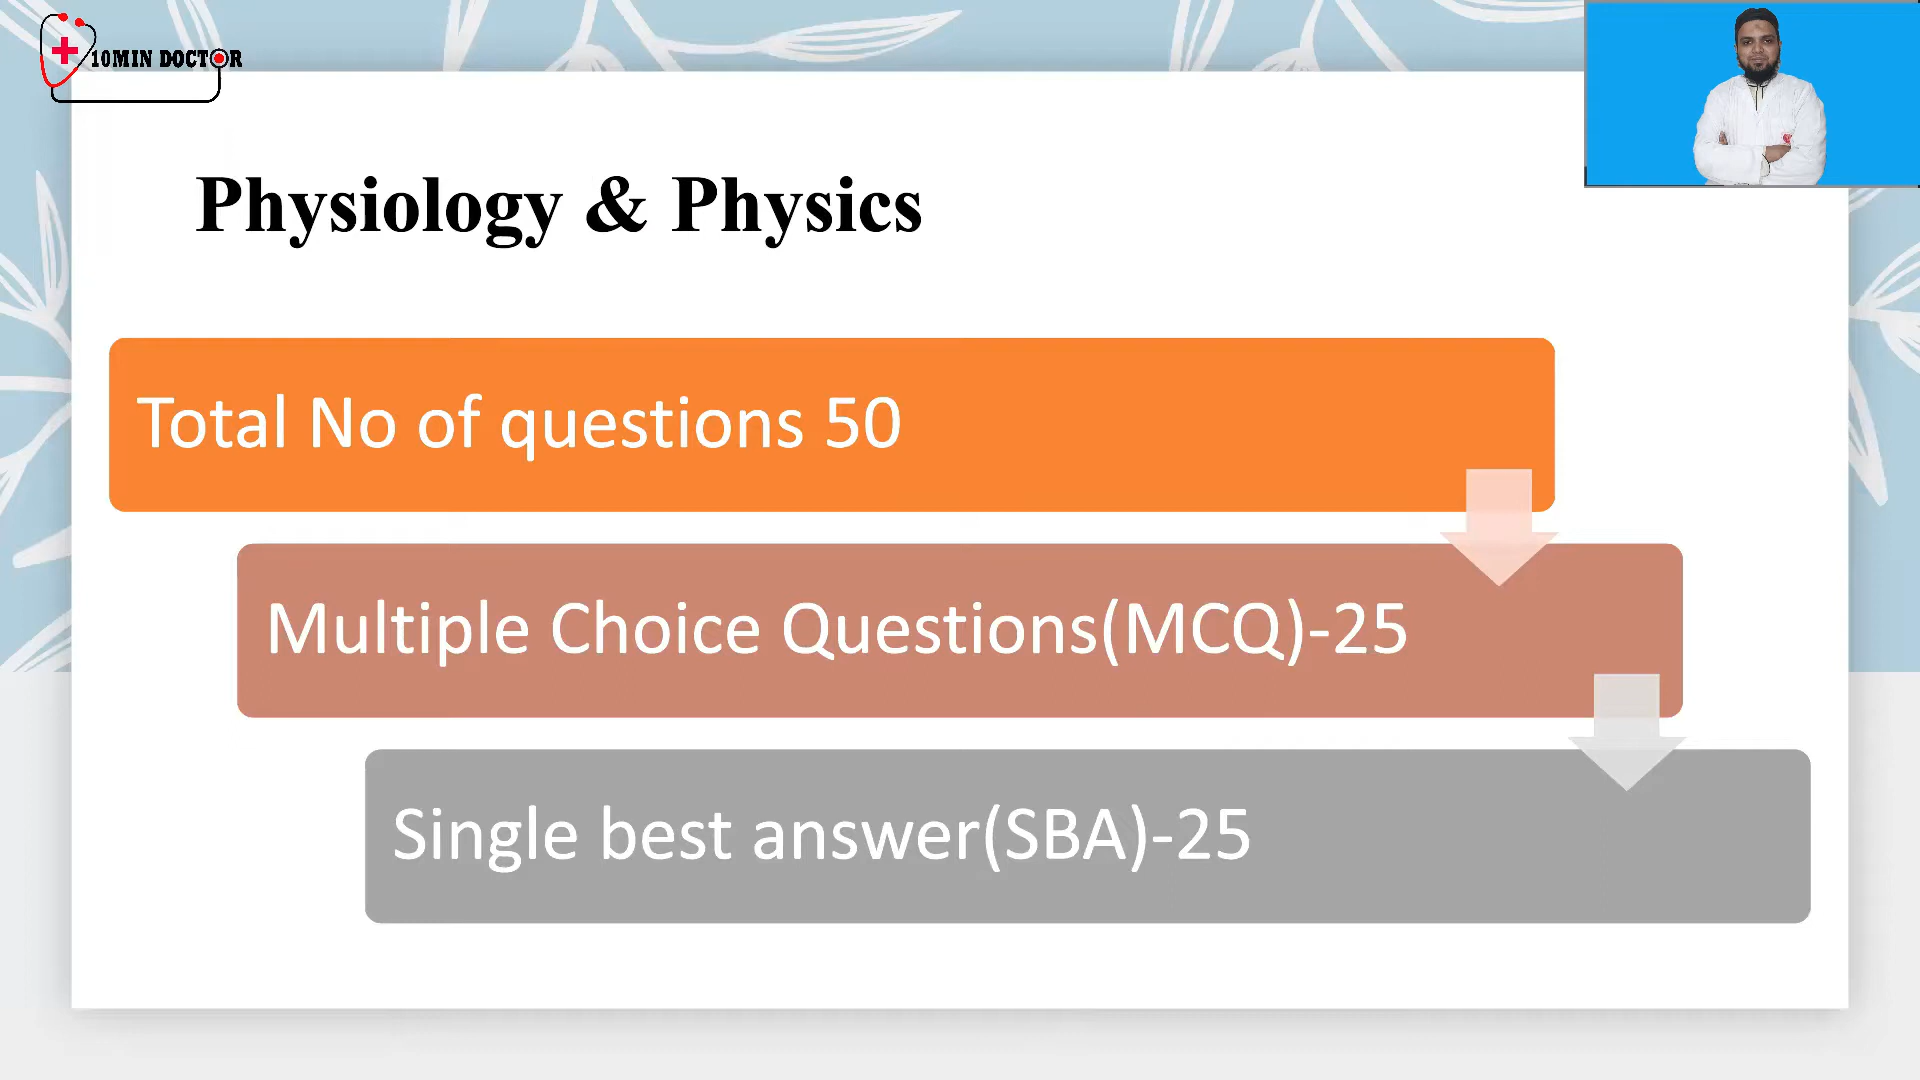 10MIN DOCTOR
Physiology & Physics
Total No of questions 50
Multiple Choice Questions(MCQ)-25
Single best answer(SBA)-25